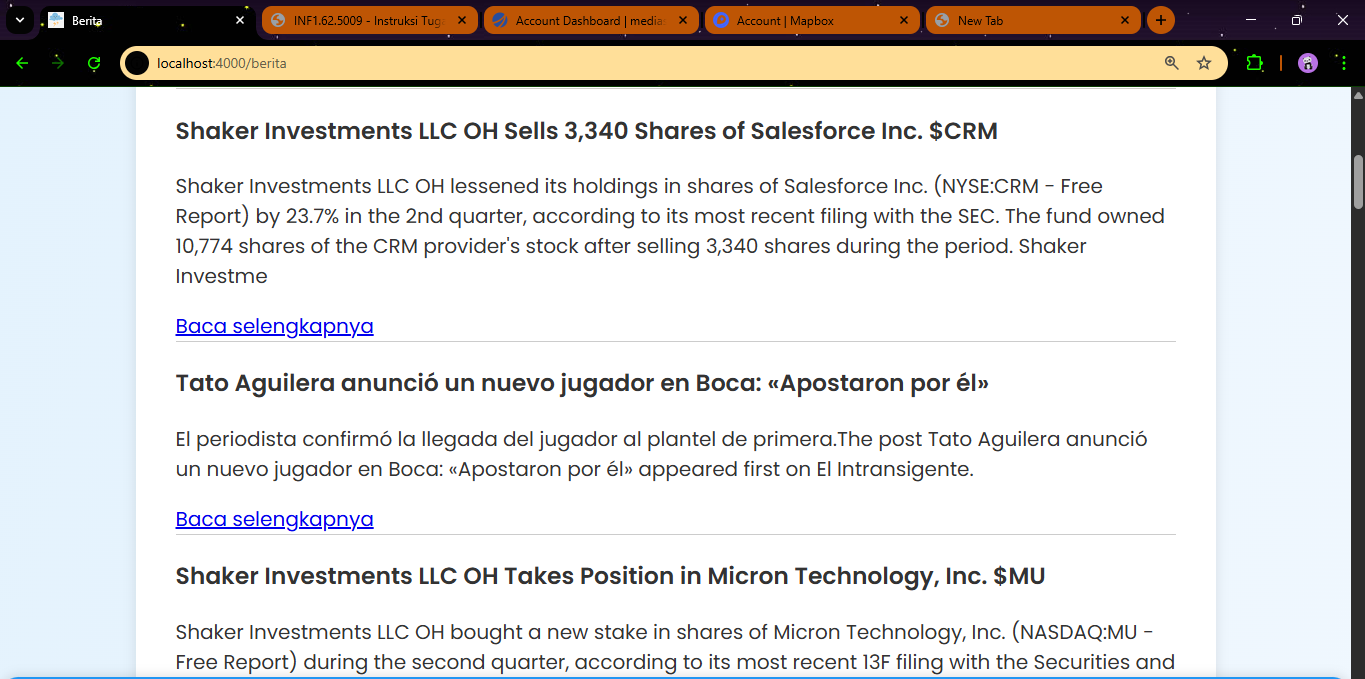 Berita
INF1.62.5009 - Instruksi Tuga
Account Dashboard | medias
Account | Mapbox
New Tab
localhost:4000/berita
Shaker Investments LLC OH Sells 3,340 Shares of Salesforce Inc. $CRM
Shaker Investments LLC OH lessened its holdings in shares of Salesforce Inc. (NYSE:CRM - Free
Report) by 23.7% in the 2nd quarter, according to its most recent filing with the SEC. The fund owned
10,774 shares of the CRM provider's stock after selling 3,340 shares during the period. Shaker
Investme
Baca selengkapnya
Tato Aguilera anunció un nuevo jugador en Boca: «Apostaron por él»
El periodista confirmó la llegada del jugador al plantel de primera.The post Tato Aguilera anunció
un nuevo jugador en Boca: «Apostaron por él» appeared first on El Intransigente.
Baca selengkapnya
Shaker Investments LLC OH Takes Position in Micron Technology, Inc. $MU
Shaker Investments LLC OH bought a new stake in shares of Micron Technology, Inc. (NASDAQ:MU -
Free Report) during the second quarter, according to its most recent 13F filing with the Securities and